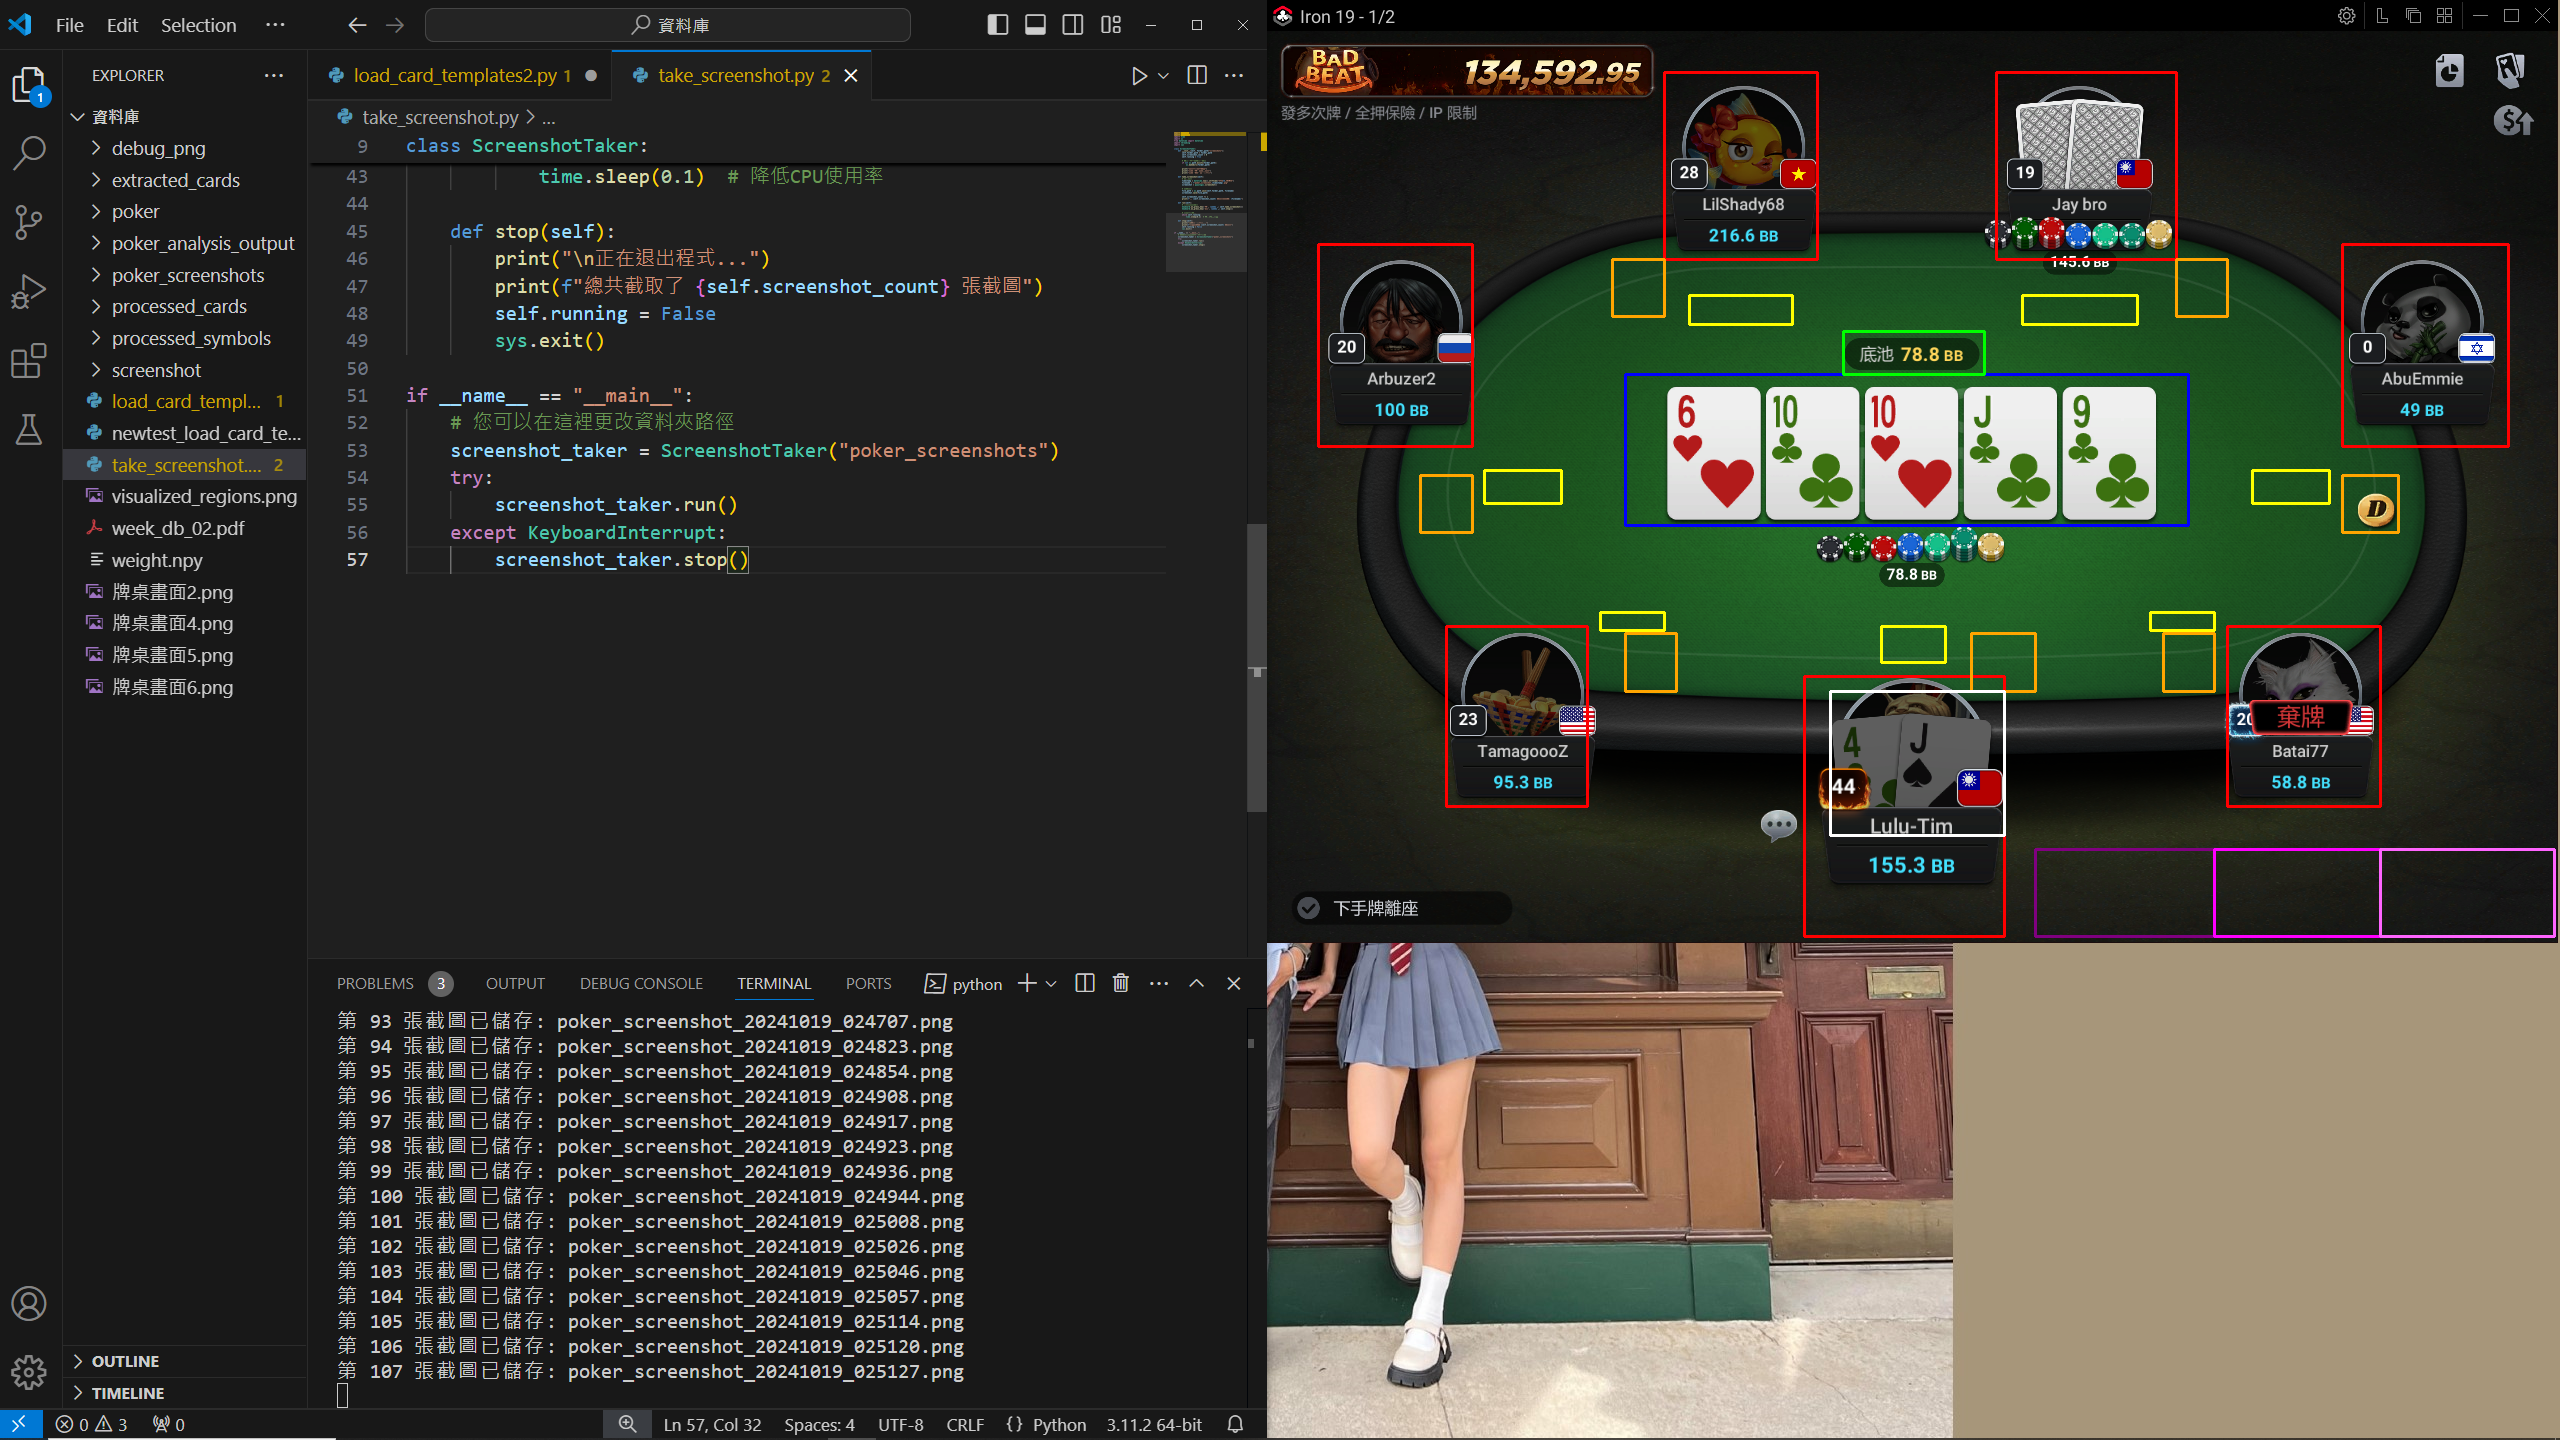 File Edit Selection ...
資料庫
EXPLORER ...
資料庫
debug_png
extracted_cards
poker
poker_analysis_output
poker_screenshots
processed_cards
processed_symbols
screenshot
load_card_templ... 1
newtest_load_card_te...
take_screenshot.... 2
visualized_regions.png
week_db_02.pdf
weight.npy
牌桌畫面2.png
牌桌畫面4.png
牌桌畫面5.png
牌桌畫面6.png
OUTLINE
TIMELINE
1
load_card_templates2.py 1
take_screenshot.py 2
take_screenshot.py > ...
9 class ScreenshotTaker:
43 time.sleep(0.1) # 降低CPU使用率
44
45 def stop(self):
46 print("\n正在退出程式...")
47 print(f"總共截取了 {self.screenshot_count} 張截圖")
48 self.running = False
49 sys.exit()
50
51 if __name__ == "__main__":
52 # 您可以在這裡更改資料夾路徑
53 screenshot_taker = ScreenshotTaker("poker_screenshots")
54 try:
55 screenshot_taker.run()
56 except KeyboardInterrupt:
57 screenshot_taker.stop()
PROBLEMS 3 OUTPUT DEBUG CONSOLE TERMINAL PORTS python
第 93 張截圖已儲存: poker_screenshot_20241019_024707.png
第 94 張截圖已儲存: poker_screenshot_20241019_024823.png
第 95 張截圖已儲存: poker_screenshot_20241019_024854.png
第 96 張截圖已儲存: poker_screenshot_20241019_024908.png
第 97 張截圖已儲存: poker_screenshot_20241019_024917.png
第 98 張截圖已儲存: poker_screenshot_20241019_024923.png
第 99 張截圖已儲存: poker_screenshot_20241019_024936.png
第 100 張截圖已儲存: poker_screenshot_20241019_024944.png
第 101 張截圖已儲存: poker_screenshot_20241019_025008.png
第 102 張截圖已儲存: poker_screenshot_20241019_025026.png
第 103 張截圖已儲存: poker_screenshot_20241019_025046.png
第 104 張截圖已儲存: poker_screenshot_20241019_025057.png
第 105 張截圖已儲存: poker_screenshot_20241019_025114.png
第 106 張截圖已儲存: poker_screenshot_20241019_025120.png
第 107 張截圖已儲存: poker_screenshot_20241019_025127.png
0 3 0 Ln 57, Col 32 Spaces: 4 UTF-8 CRLF {} Python 3.11.2 64-bit
Iron 19 - 1/2
BAD BEAT 134,592.95
發多次牌 / 全押保險 / IP 限制
28
LilShady68
216.6 BB
19
Jay bro
145.6 BB
20
Arbuzer2
100 BB
0
AbuEmmie
49 BB
底池 78.8 BB
6 10 10 J 9
D
78.8 BB
23
TamagoooZ
95.3 BB
4 J
44
Lulu-Tim
155.3 BB
20 棄牌
Batai77
58.8 BB
下手牌離座